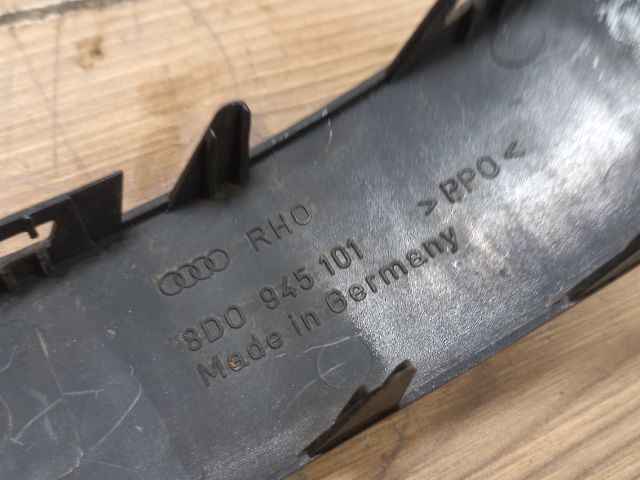 RHO
>PPO<
8D0 945 101
Made in Germany